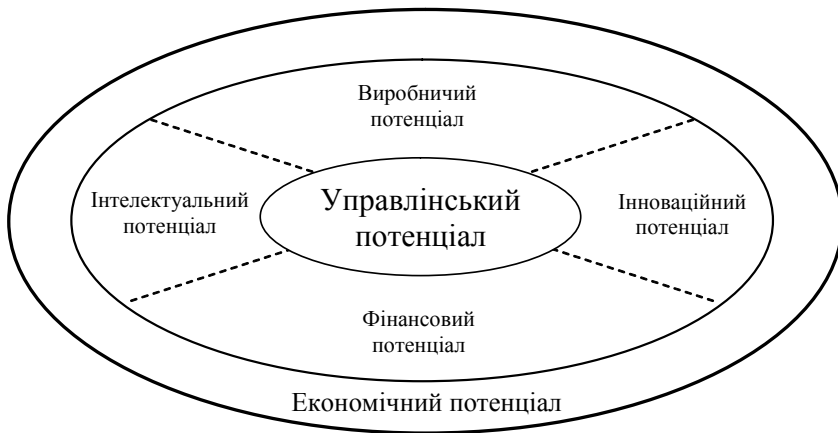 Виробничий
потенціал
Інтелектуальний
потенціал
Управлінський
потенціал
Інноваційний
потенціал
Фінансовий
потенціал
Економічний потенціал